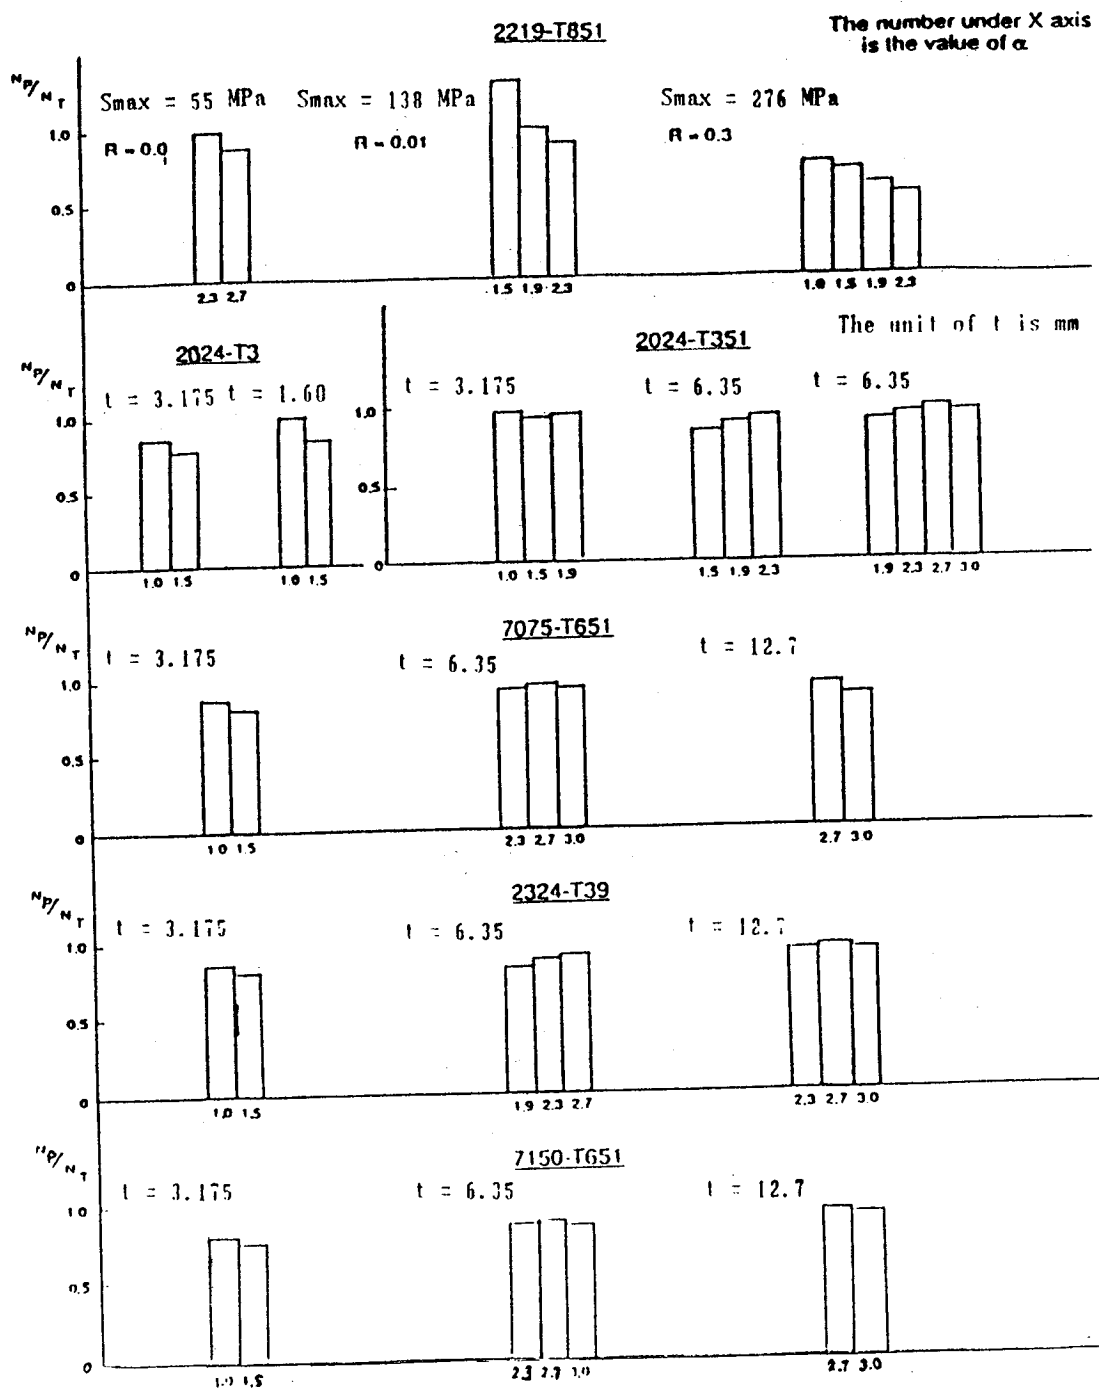 2219-T851
The number under X axis
is the value of α
NP/NT
Smax = 55 MPa Smax = 138 MPa Smax = 276 MPa
R = 0.0 R = 0.01 R = 0.3
1.0
0.5
0
2.3 2.7 1.5 1.9 2.3 1.0 1.5 1.9 2.3
The unit of t is mm
2024-T3 2024-T351
NP/NT
t = 3.175 t = 1.60 t = 3.175 t = 6.35 t = 6.35
1.0 1.0
0.5 0.5
0 0
1.0 1.5 1.0 1.5 1.0 1.5 1.9 1.5 1.9 2.3 1.9 2.3 2.7 3.0
7075-T651
NP/NT
t = 3.175 t = 6.35 t = 12.7
1.0
0.5
0
1.0 1.5 2.3 2.7 3.0 2.7 3.0
2324-T39
NP/NT
t = 3.175 t = 6.35 t = 12.7
1.0
0.5
0
1.0 1.5 1.9 2.3 2.7 2.3 2.7 3.0
7150-T651
NP/NT
t = 3.175 t = 6.35 t = 12.7
1.0
0.5
0
1.0 1.5 2.3 2.7 3.0 2.7 3.0